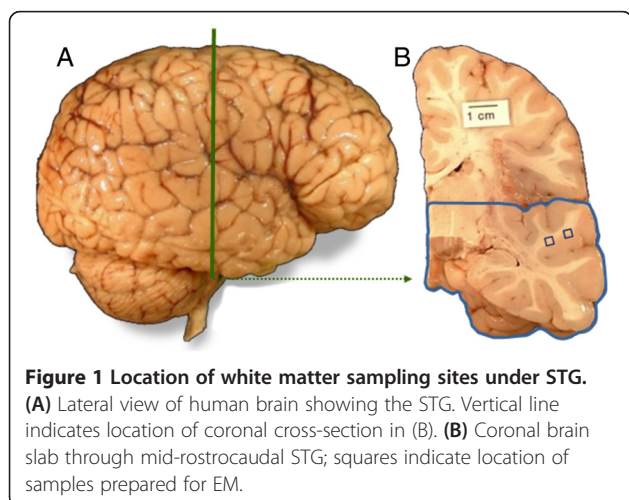 A
B
1 cm
Figure 1 Location of white matter sampling sites under STG.
(A) Lateral view of human brain showing the STG. Vertical line
indicates location of coronal cross-section in (B). (B) Coronal brain
slab through mid-rostrocaudal STG; squares indicate location of
samples prepared for EM.